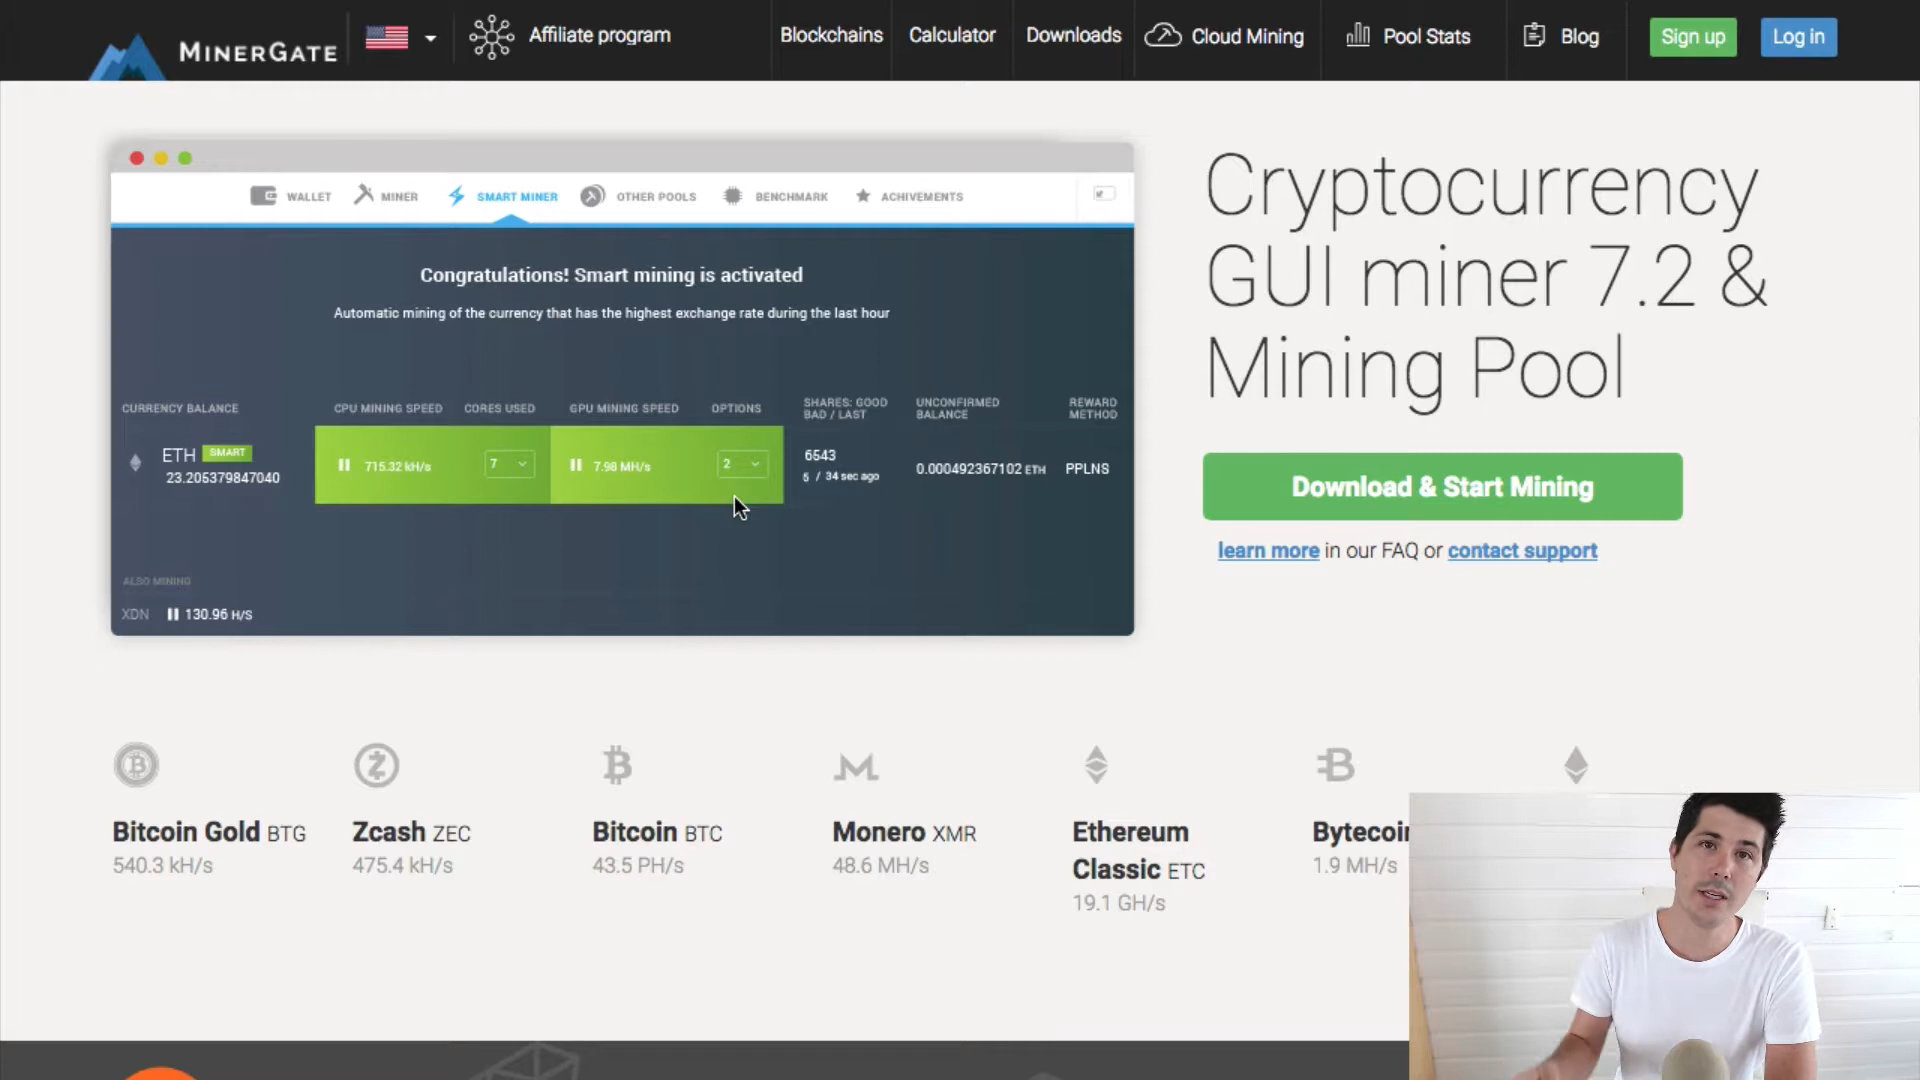 MINERGATE
Affiliate program
Blockchains
Calculator
Downloads
Cloud Mining
Pool Stats
Blog
Sign up
Log in
WALLET
MINER
SMART MINER
OTHER POOLS
BENCHMARK
ACHIVEMENTS
Congratulations! Smart mining is activated
Automatic mining of the currency that has the highest exchange rate during the last hour
CURRENCY BALANCE
CPU MINING SPEED
CORES USED
GPU MINING SPEED
OPTIONS
SHARES: GOOD
BAD / LAST
UNCONFIRMED
BALANCE
REWARD
METHOD
ETH SMART
23.205379847040
715.32 kH/s
7
7.98 MH/s
2
6543
5 / 34 sec ago
0.000492367102 ETH
PPLNS
ALSO MINING
XDN 130.96 H/S
Cryptocurrency
GUI miner 7.2 &
Mining Pool
Download & Start Mining
learn more in our FAQ or contact support
Bitcoin Gold BTG
540.3 kH/s
Zcash ZEC
475.4 kH/s
Bitcoin BTC
43.5 PH/s
Monero XMR
48.6 MH/s
Ethereum
Classic ETC
19.1 GH/s
Bytecoin
1.9 MH/s